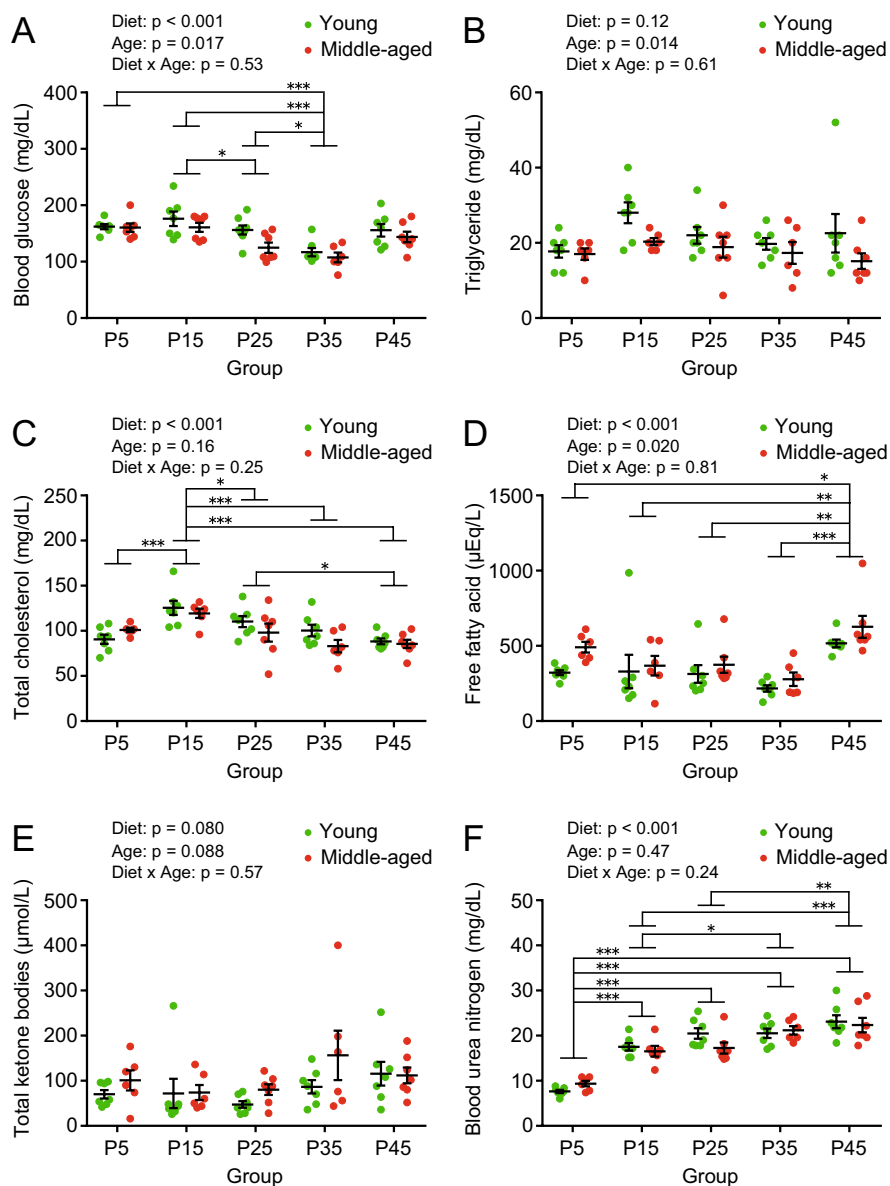 A
Diet: p < 0.001
Age: p = 0.017
Diet x Age: p = 0.53
Young
Middle-aged
Blood glucose (mg/dL)
400
300
200
100
0
***
***
*
*
P5 P15 P25 P35 P45
Group
B
Diet: p = 0.12
Age: p = 0.014
Diet x Age: p = 0.61
Young
Middle-aged
Triglyceride (mg/dL)
60
40
20
0
P5 P15 P25 P35 P45
Group
C
Diet: p < 0.001
Age: p = 0.16
Diet x Age: p = 0.25
Young
Middle-aged
Total cholesterol (mg/dL)
250
200
150
100
50
0
*
***
***
***
*
P5 P15 P25 P35 P45
Group
D
Diet: p < 0.001
Age: p = 0.020
Diet x Age: p = 0.81
Young
Middle-aged
Free fatty acid (µEq/L)
1500
1000
500
0
*
**
**
***
P5 P15 P25 P35 P45
Group
E
Diet: p = 0.080
Age: p = 0.088
Diet x Age: p = 0.57
Young
Middle-aged
Total ketone bodies (µmol/L)
500
400
300
200
100
0
P5 P15 P25 P35 P45
Group
F
Diet: p < 0.001
Age: p = 0.47
Diet x Age: p = 0.24
Young
Middle-aged
Blood urea nitrogen (mg/dL)
50
40
30
20
10
0
**
***
*
***
***
***
***
P5 P15 P25 P35 P45
Group